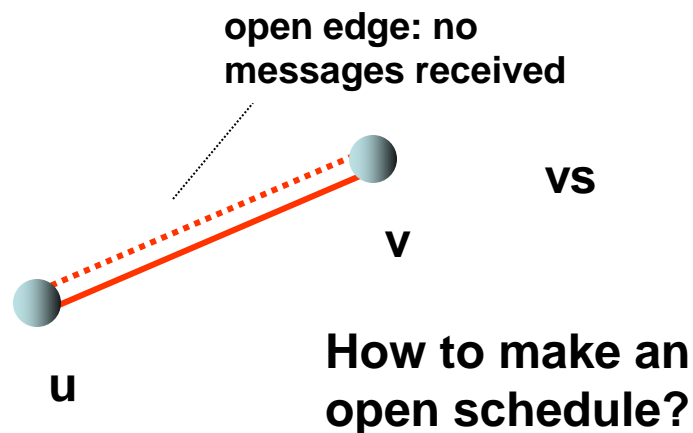 open edge: no
messages received
vs
v
u
How to make an
open schedule?